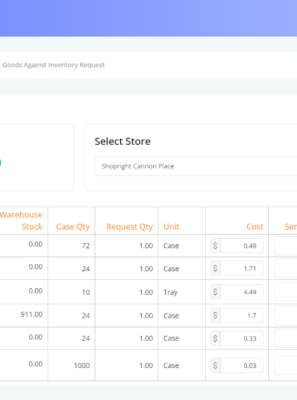 Goods Against Inventory Request
Select Store
Shopright Cannon Place
Warehouse Stock Case Qty Request Qty Unit Cost
0.00 72 1.00 Case $ 0.49
0.00 24 1.00 Case $ 1.71
0.00 10 1.00 Tray $ 4.49
911.00 24 1.00 Case $ 1.7
0.00 24 1.00 Case $ 0.33
0.00 1000 1.00 Case $ 0.03